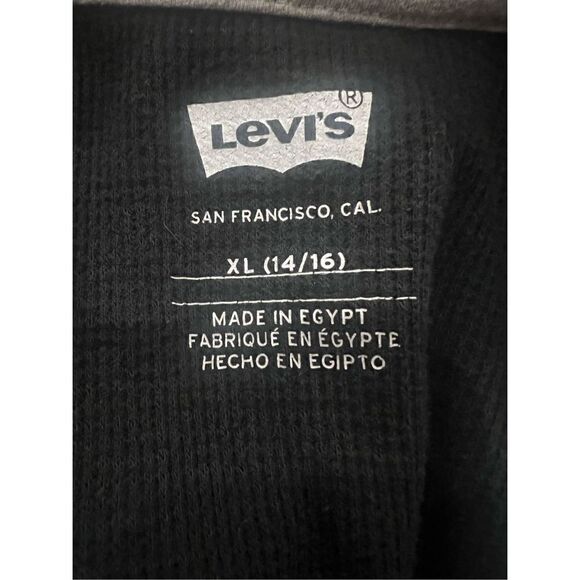 LEVI'S®
SAN FRANCISCO, CAL.
XL (14/16)
MADE IN EGYPT
FABRIQUÉ EN ÉGYPTE
HECHO EN EGIPTO